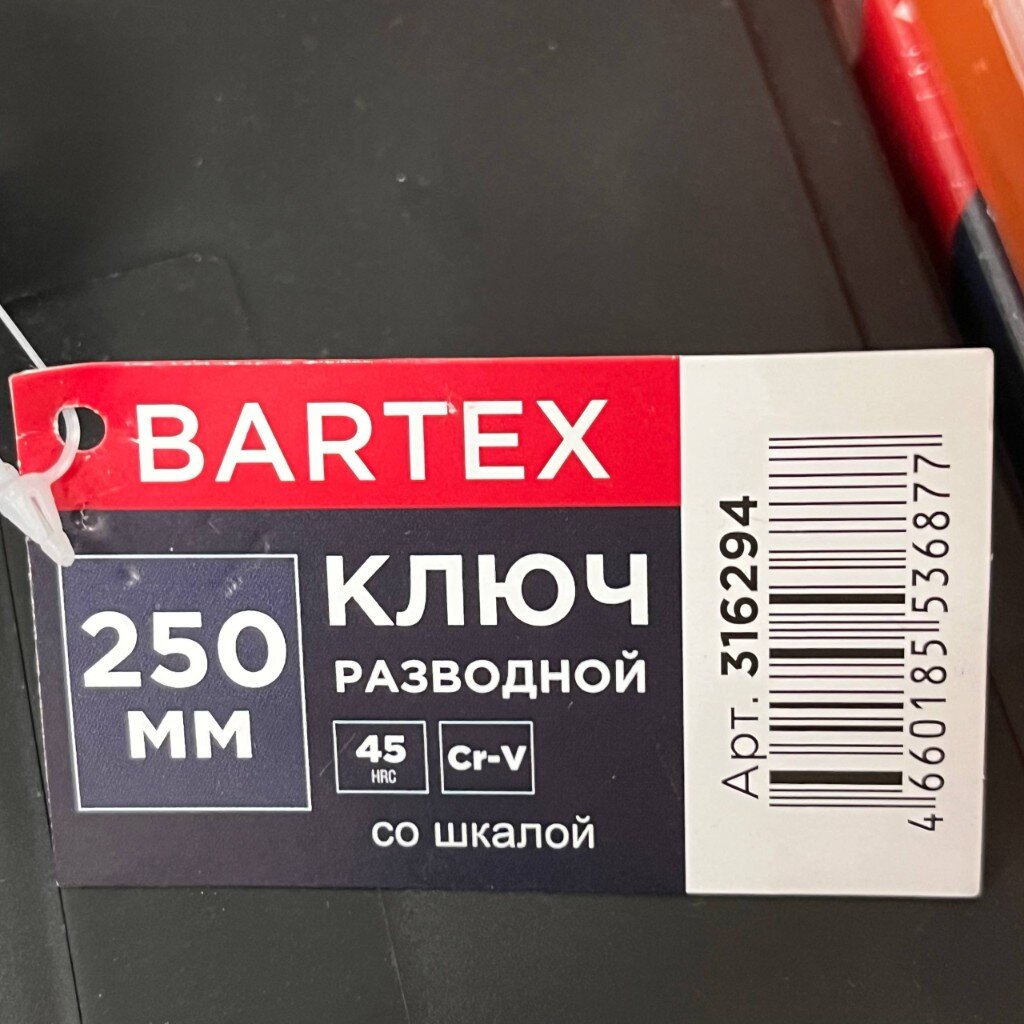 BARTEX
250
ММ
КЛЮЧ
РАЗВОДНОЙ
45
HRC
Cr-V
со шкалой
Арт. 316294
4660185536877